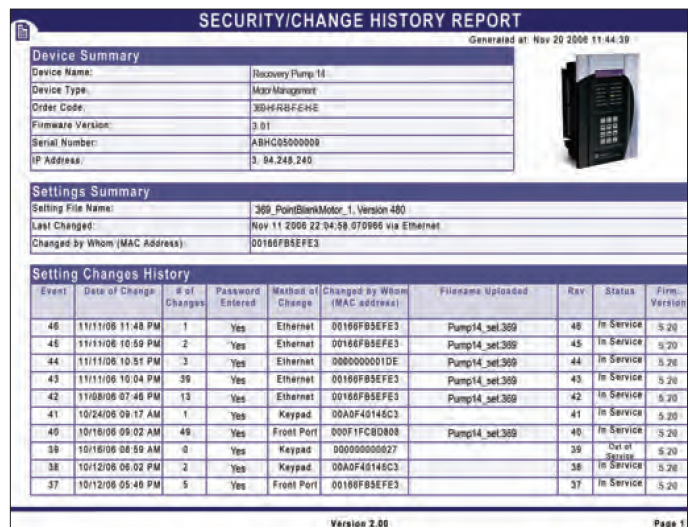 SECURITY/CHANGE HISTORY REPORT
Generated at: Nov 20 2006 11:44:39
Device Summary
Device Name: Recovery Pump 14
Device Type: Motor Management
Order Code:
Firmware Version: 3.01
Serial Number: ABHC05000009
IP Address: 3. 94.248.240
Settings Summary
Setting File Name: 369_PointBlankMotor_1, Version 480
Last Changed: Nov 11 2006 22:04:58.070966 via Ethernet
Changed by Whom (MAC Address): 00166FB5EFE3
Setting Changes History
Event Date of Change # of Changes Password Entered Method of Change Changed by Whom (MAC address) Filename Uploaded Rev Status Firm. Version
46 11/11/06 11:48 PM 1 Yes Ethernet 00166FB5EFE3 Pump14_set.369 46 In Service 5.20
45 11/11/06 10:59 PM 2 Yes Ethernet 00166FB5EFE3 Pump14_set.369 45 In Service 5.20
44 11/11/06 10:51 PM 3 Yes Ethernet 0000000001DE Pump14_set.369 44 In Service 5.20
43 11/11/06 10:04 PM 39 Yes Ethernet 00166FB5EFE3 Pump14_set.369 43 In Service 5.20
42 11/08/06 07:46 PM 13 Yes Ethernet 00166FB5EFE3 Pump14_set.369 42 In Service 5.20
41 10/24/06 09:17 AM 1 Yes Keypad 00A0F40146C3 41 In Service 5.20
40 10/16/06 09:02 AM 49 Yes Front Port 000F1FCBD808 Pump14_set.369 40 In Service 5.20
39 10/16/06 08:59 AM 0 Yes Keypad 000000000027 39 Out of Service 5.20
38 10/12/06 06:02 PM 2 Yes Keypad 00A0F40146C3 38 In Service 5.20
37 10/12/06 05:46 PM 5 Yes Front Port 00166FB5EFE3 37 In Service 5.20
Version 2.00 Page 1